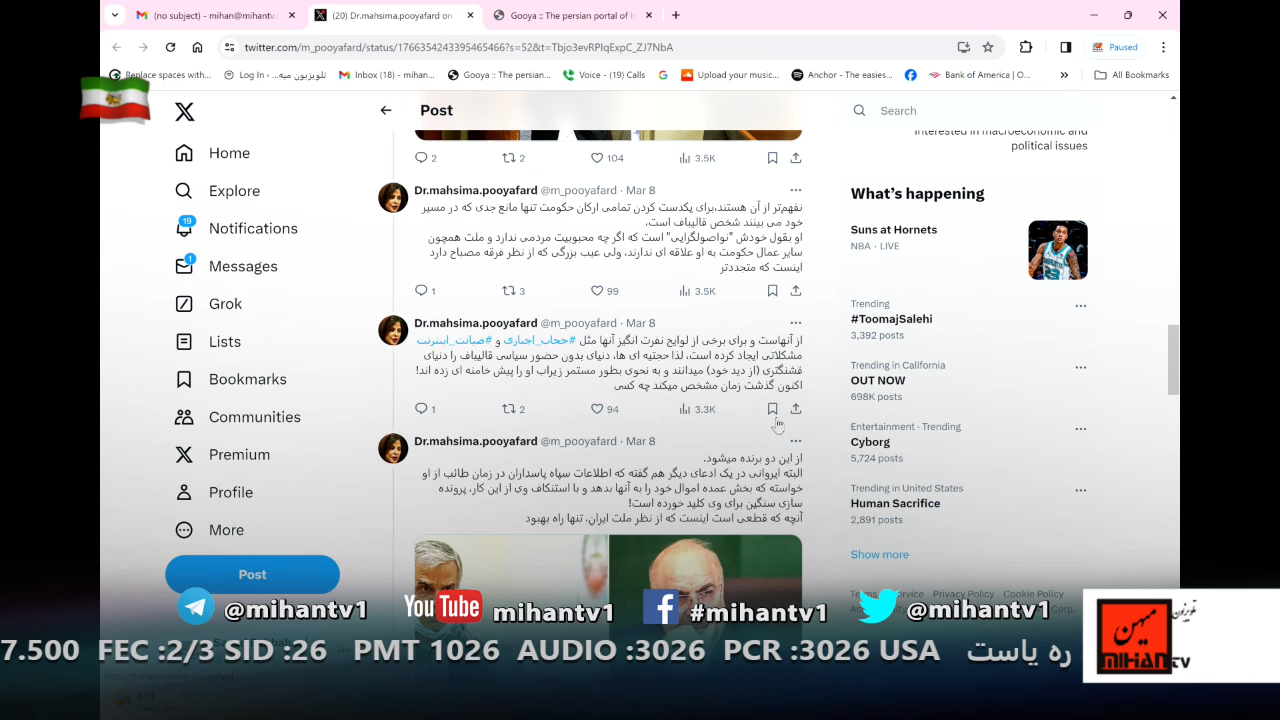 (no subject) - mihan@mihantv.
(20) Dr.mahsima.pooyafard on
Gooya :: The persian portal of I
twitter.com/m_pooyafard/status/1766354243395465466?s=52&t=Tbjo3evRPIqExpC_ZJ7NbA
Paused
Replace spaces with...
Log In ‹ تلویزیون میه...
Inbox (18) - mihan...
Gooya :: The persian...
Voice - (19) Calls
Upload your music...
Anchor - The easies...
Bank of America | O...
All Bookmarks
Post
Search
Home
Explore
19
Notifications
1
Messages
Grok
Lists
Bookmarks
Communities
Premium
Profile
More
Post
2
2
104
3.5K
Dr.mahsima.pooyafard @m_pooyafard · Mar 8
نفهم‌تر از آن هستند،برای یکدست کردن تمامی ارکان حکومت تنها مانع جدی که در مسیر
خود می بینند شخص قالیباف است.
او بقول خودش "نواصولگرایی" است که اگر چه محبوبیت مردمی ندارد و ملت همچون
سایر عمال حکومت به او علاقه ای ندارند، ولی عیب بزرگی که از نظر فرقه مصباح دارد
اینست که متجددتر
1
3
99
3.5K
Dr.mahsima.pooyafard @m_pooyafard · Mar 8
از آنهاست و برای برخی از لوایح نفرت انگیز آنها مثل #حجاب_اجباری و #صیانت_اینترنت
مشکلاتی ایجاد کرده است، لذا حجتیه ای ها، دنیای بدون حضور سیاسی قالیباف را دنیای
قشنگتری (از دید خود) میدانند و به نحوی بطور مستمر زیراب او را پیش خامنه ای زده اند!
اکنون گذشت زمان مشخص میکند چه کسی
1
2
94
3.3K
Dr.mahsima.pooyafard @m_pooyafard · Mar 8
از این دو برنده میشود.
البته ایروانی در یک ادعای دیگر هم گفته که اطلاعات سپاه پاسداران در زمان طائب از او
خواسته که بخش عمده اموال خود را به آنها بدهد و با استنکاف وی از این کار، پرونده
سازی سنگین برای وی کلید خورده است!
آنچه که قطعی است اینست که از نظر ملت ایران، تنها راه بهبود
Interested in macroeconomic and
political issues
What's happening
Suns at Hornets
NBA · LIVE
Trending
#ToomajSalehi
3,392 posts
Trending in California
OUT NOW
698K posts
Entertainment · Trending
Cyborg
5,724 posts
Trending in United States
Human Sacrifice
2,891 posts
Show more
Terms of Service Privacy Policy Cookie Policy
@mihantv1
YouTube mihantv1
#mihantv1
@mihantv1
7.500 FEC :2/3 SID :26 PMT 1026 AUDIO :3026 PCR :3026 USA ره یاست
تلویزیون
میهن
MIHAN TV